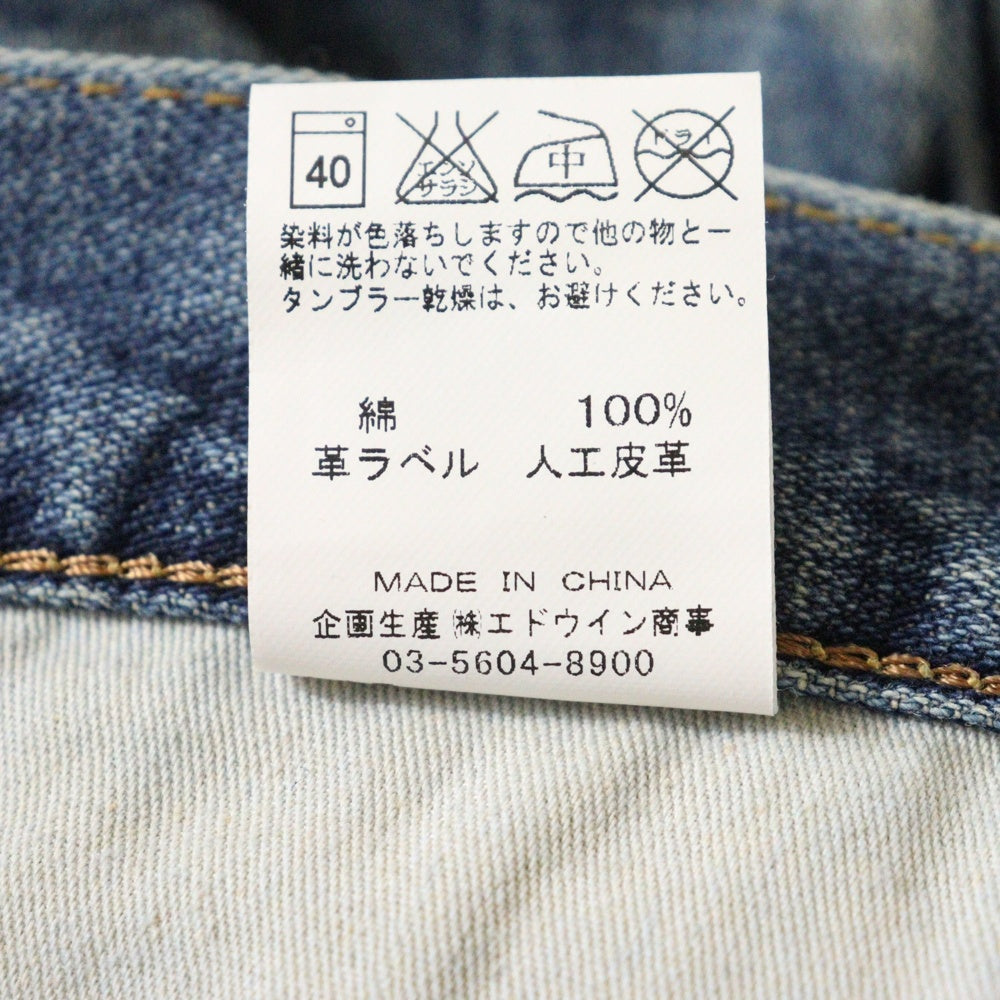 40 エンソ サラシ 中 ドライ
染料が色落ちしますので他の物と一
緒に洗わないでください。
タンブラー乾燥は、お避けください。
綿 100%
革ラベル 人工皮革
MADE IN CHINA
企画生産 ㈱エドウイン商事
03-5604-8900